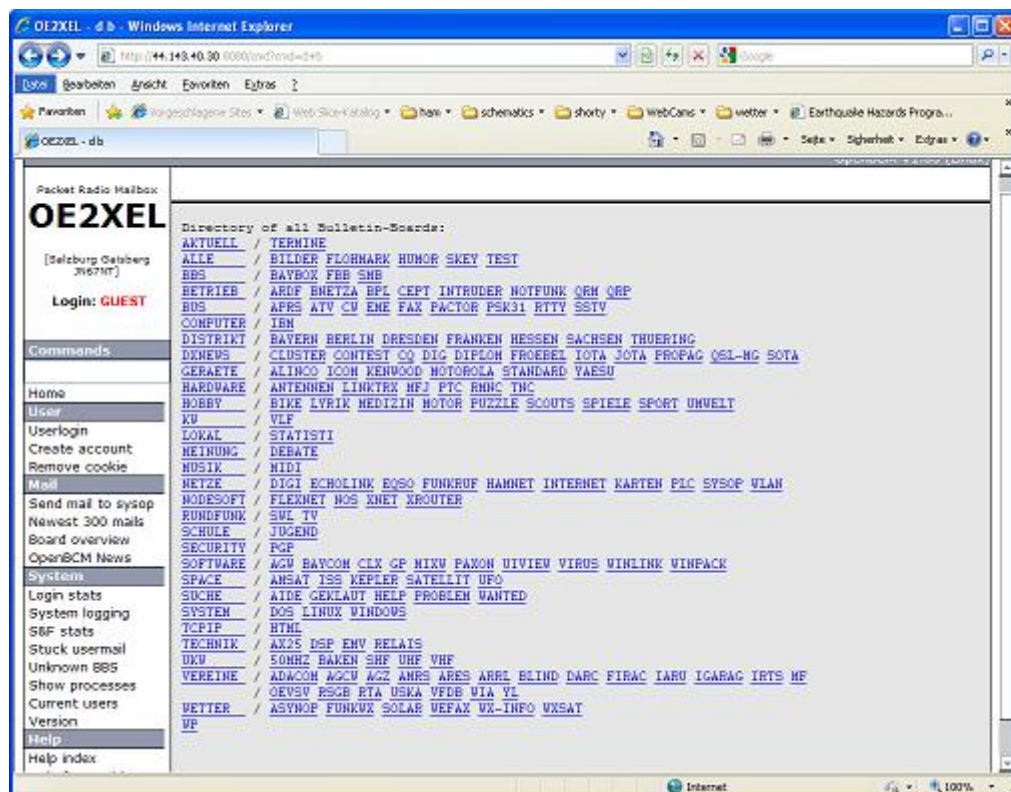 OE2XEL - d b - Windows Internet Explorer
http://44.143.40.30:8080/cmd?cmd=d+b
Google
Datei Bearbeiten Ansicht Favoriten Extras ?
Favoriten Vorgeschlagene Sites Web Slice-Katalog ham schematics shorty WebCams wetter Earthquake Hazards Progra...
OE2XEL - d b
Seite Sicherheit Extras
OpenBCM V1.08 (Linux)
Packet Radio Mailbox
OE2XEL
[Salzburg Gaisberg
JN67NT]
Login: GUEST
Commands
Home
User
Userlogin
Create account
Remove cookie
Mail
Send mail to sysop
Newest 300 mails
Board overview
OpenBCM News
System
Login stats
System logging
S&F stats
Stuck usermail
Unknown BBS
Show processes
Current users
Version
Help
Help index
Directory of all Bulletin-Boards:
AKTUELL / TERMINE
ALLE / BILDER FLOHMARK HUMOR SKEY TEST
BBS / BAYBOX FBB SMB
BETRIEB / ARDF BNETZA BPL CEPT INTRUDER NOTFUNK QRM QRP
BUS / APRS ATV CW EME FAX PACTOR PSK31 RTTY SSTV
COMPUTER / IBM
DISTRIKT / BAYERN BERLIN DRESDEN FRANKEN HESSEN SACHSEN THUERING
DXNEWS / CLUSTER CONTEST CQ DIG DIPLOM FROEBEL IOTA JOTA PROPAG QSL-MG SOTA
GERAETE / ALINCO ICOM KENWOOD MOTOROLA STANDARD YAESU
HARDWARE / ANTENNEN LINKTRX MFJ PTC RMNC TNC
HOBBY / BIKE LYRIK MEDIZIN MOTOR PUZZLE SCOUTS SPIELE SPORT UMWELT
KW / VLF
LOKAL / STATISTI
MEINUNG / DEBATE
MUSIK / MIDI
NETZE / DIGI ECHOLINK EQSO FUNKRUF HAMNET INTERNET KARTEN PLC SYSOP WLAN
NODESOFT / FLEXNET NOS XNET XROUTER
RUNDFUNK / SWL TV
SCHULE / JUGEND
SECURITY / PGP
SOFTWARE / AGW BAYCOM CLX GP MIXW PAXON UIVIEW VIRUS WINLINK WINPACK
SPACE / AMSAT ISS KEPLER SATELLIT UFO
SUCHE / AIDE GEKLAUT HELP PROBLEM WANTED
SYSTEM / DOS LINUX WINDOWS
TCPIP / HTML
TECHNIK / AX25 DSP EMV RELAIS
UKW / 50MHZ BAKEN SHF UHF VHF
VEREINE / ADACOM AGCW AGZ AMRS ARES ARRL BLIND DARC FIRAC IARU IGARAG IRTS MF
/ OEVSV RSGB RTA USKA VFDB WIA YL
WETTER / ASYNOP FUNKWX SOLAR WEFAX WX-INFO WXSAT
WP
Internet
100%